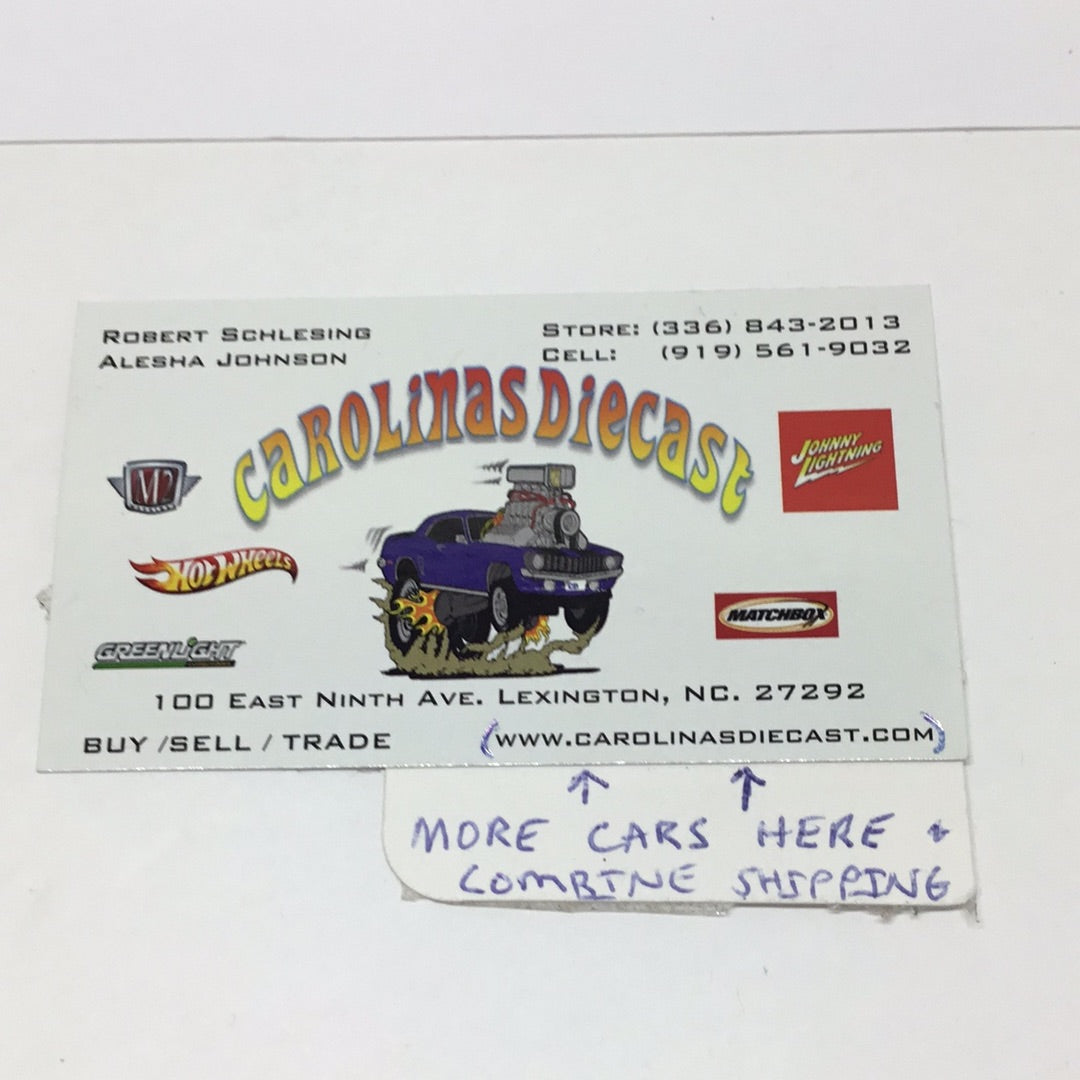 ROBERT SCHLESING
ALESHA JOHNSON
STORE: (336) 843-2013
CELL: (919) 561-9032
CAROLINAS DIECAST
M2
JOHNNY
LIGHTNING
HOT WHEELS
MATCHBOX
GREENLIGHT
100 EAST NINTH AVE. LEXINGTON, NC. 27292
BUY /SELL / TRADE
(WWW.CAROLINASDIECAST.COM)
↑ ↑
MORE CARS HERE +
COMBINE SHIPPING